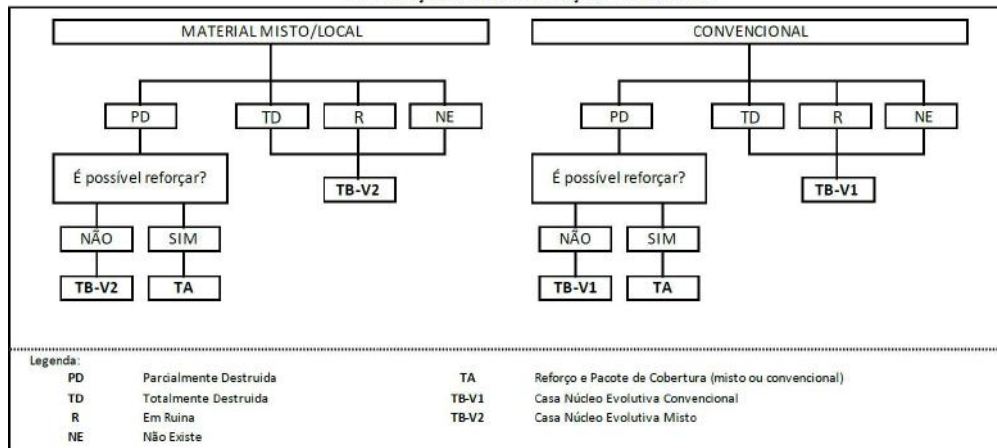 MATERIAL MISTO/LOCAL
PD TD R NE
É possível reforçar?
TB-V2
NÃO SIM
TB-V2 TA
CONVENCIONAL
PD TD R NE
É possível reforçar?
TB-V1
NÃO SIM
TB-V1 TA
Legenda:
PD Parcialmente Destruida
TD Totalmente Destruida
R Em Ruina
NE Não Existe
TA Reforço e Pacote de Cobertura (misto ou convencional)
TB-V1 Casa Núcleo Evolutiva Convencional
TB-V2 Casa Núcleo Evolutiva Misto